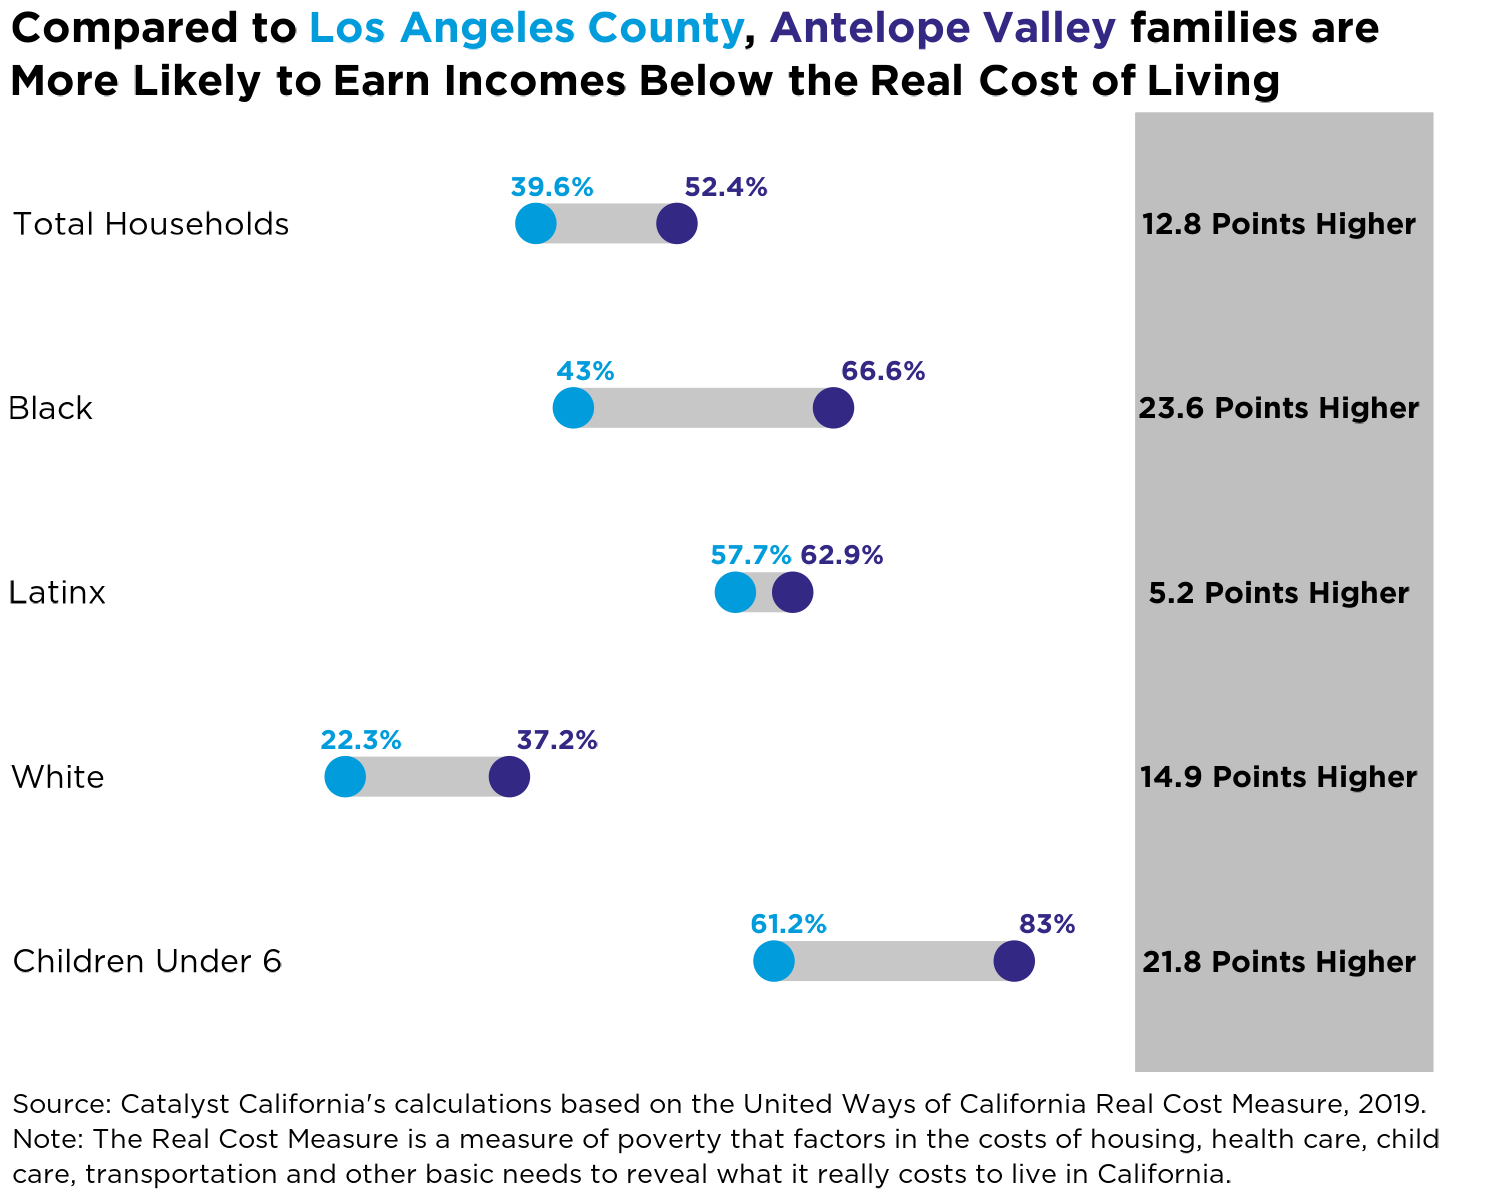 Compared to Los Angeles County, Antelope Valley families are
More Likely to Earn Incomes Below the Real Cost of Living
39.6% 52.4%
Total Households 12.8 Points Higher
43% 66.6%
Black 23.6 Points Higher
57.7% 62.9%
Latinx 5.2 Points Higher
22.3% 37.2%
White 14.9 Points Higher
61.2% 83%
Children Under 6 21.8 Points Higher
Source: Catalyst California's calculations based on the United Ways of California Real Cost Measure, 2019.
Note: The Real Cost Measure is a measure of poverty that factors in the costs of housing, health care, child
care, transportation and other basic needs to reveal what it really costs to live in California.